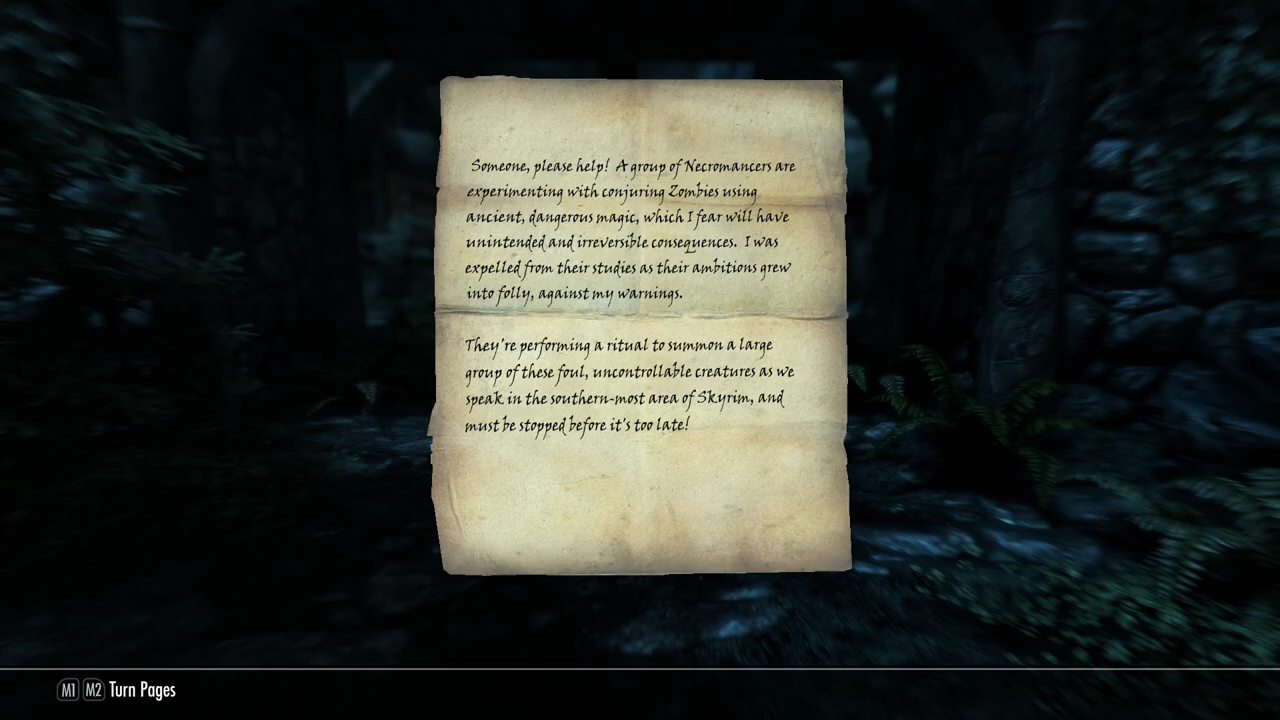 Someone, please help! A group of Necromancers are
experimenting with conjuring Zombies using
ancient, dangerous magic, which I fear will have
unintended and irreversible consequences. I was
expelled from their studies as their ambitions grew
into folly, against my warnings.
They're performing a ritual to summon a large
group of these foul, uncontrollable creatures as we
speak in the southern-most area of Skyrim, and
must be stopped before it's too late!
M1 M2 Turn Pages